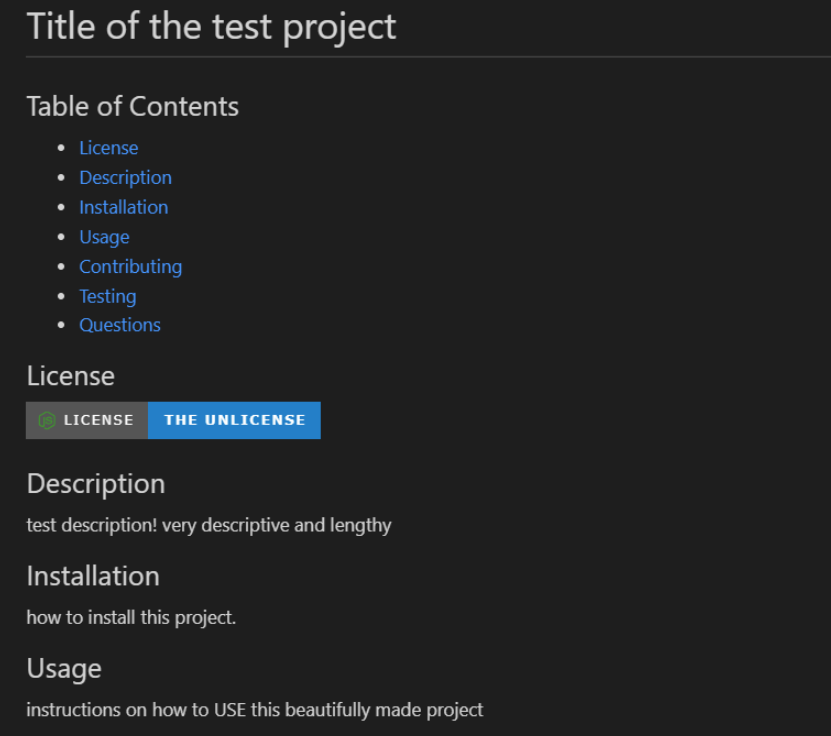 Title of the test project
Table of Contents
License
Description
Installation
Usage
Contributing
Testing
Questions
License
LICENSE THE UNLICENSE
Description
test description! very descriptive and lengthy
Installation
how to install this project.
Usage
instructions on how to USE this beautifully made project